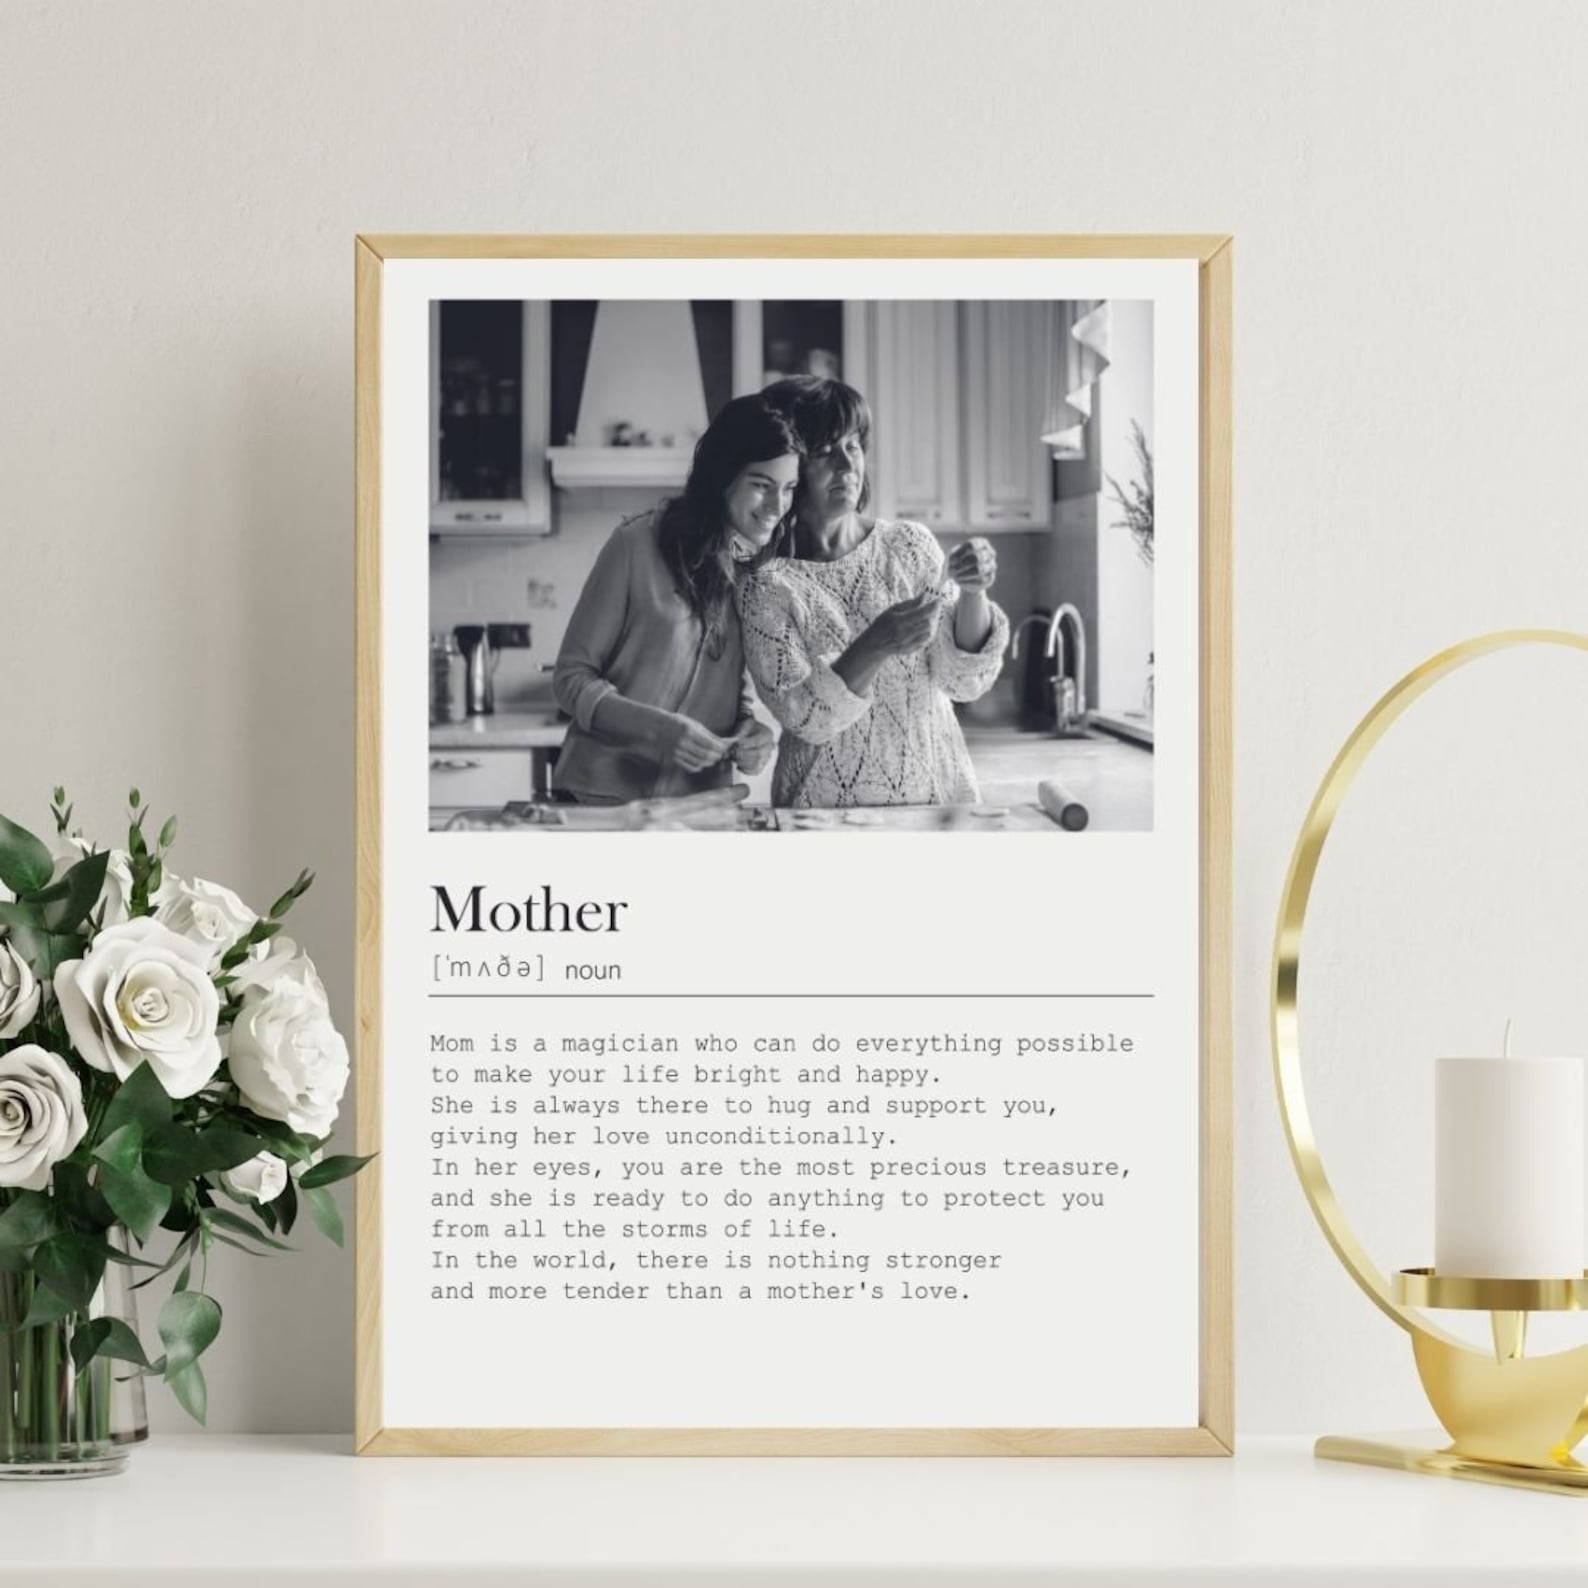 Mother
[ˈmʌðə] noun
Mom is a magician who can do everything possible
to make your life bright and happy.
She is always there to hug and support you,
giving her love unconditionally.
In her eyes, you are the most precious treasure,
and she is ready to do anything to protect you
from all the storms of life.
In the world, there is nothing stronger
and more tender than a mother's love.